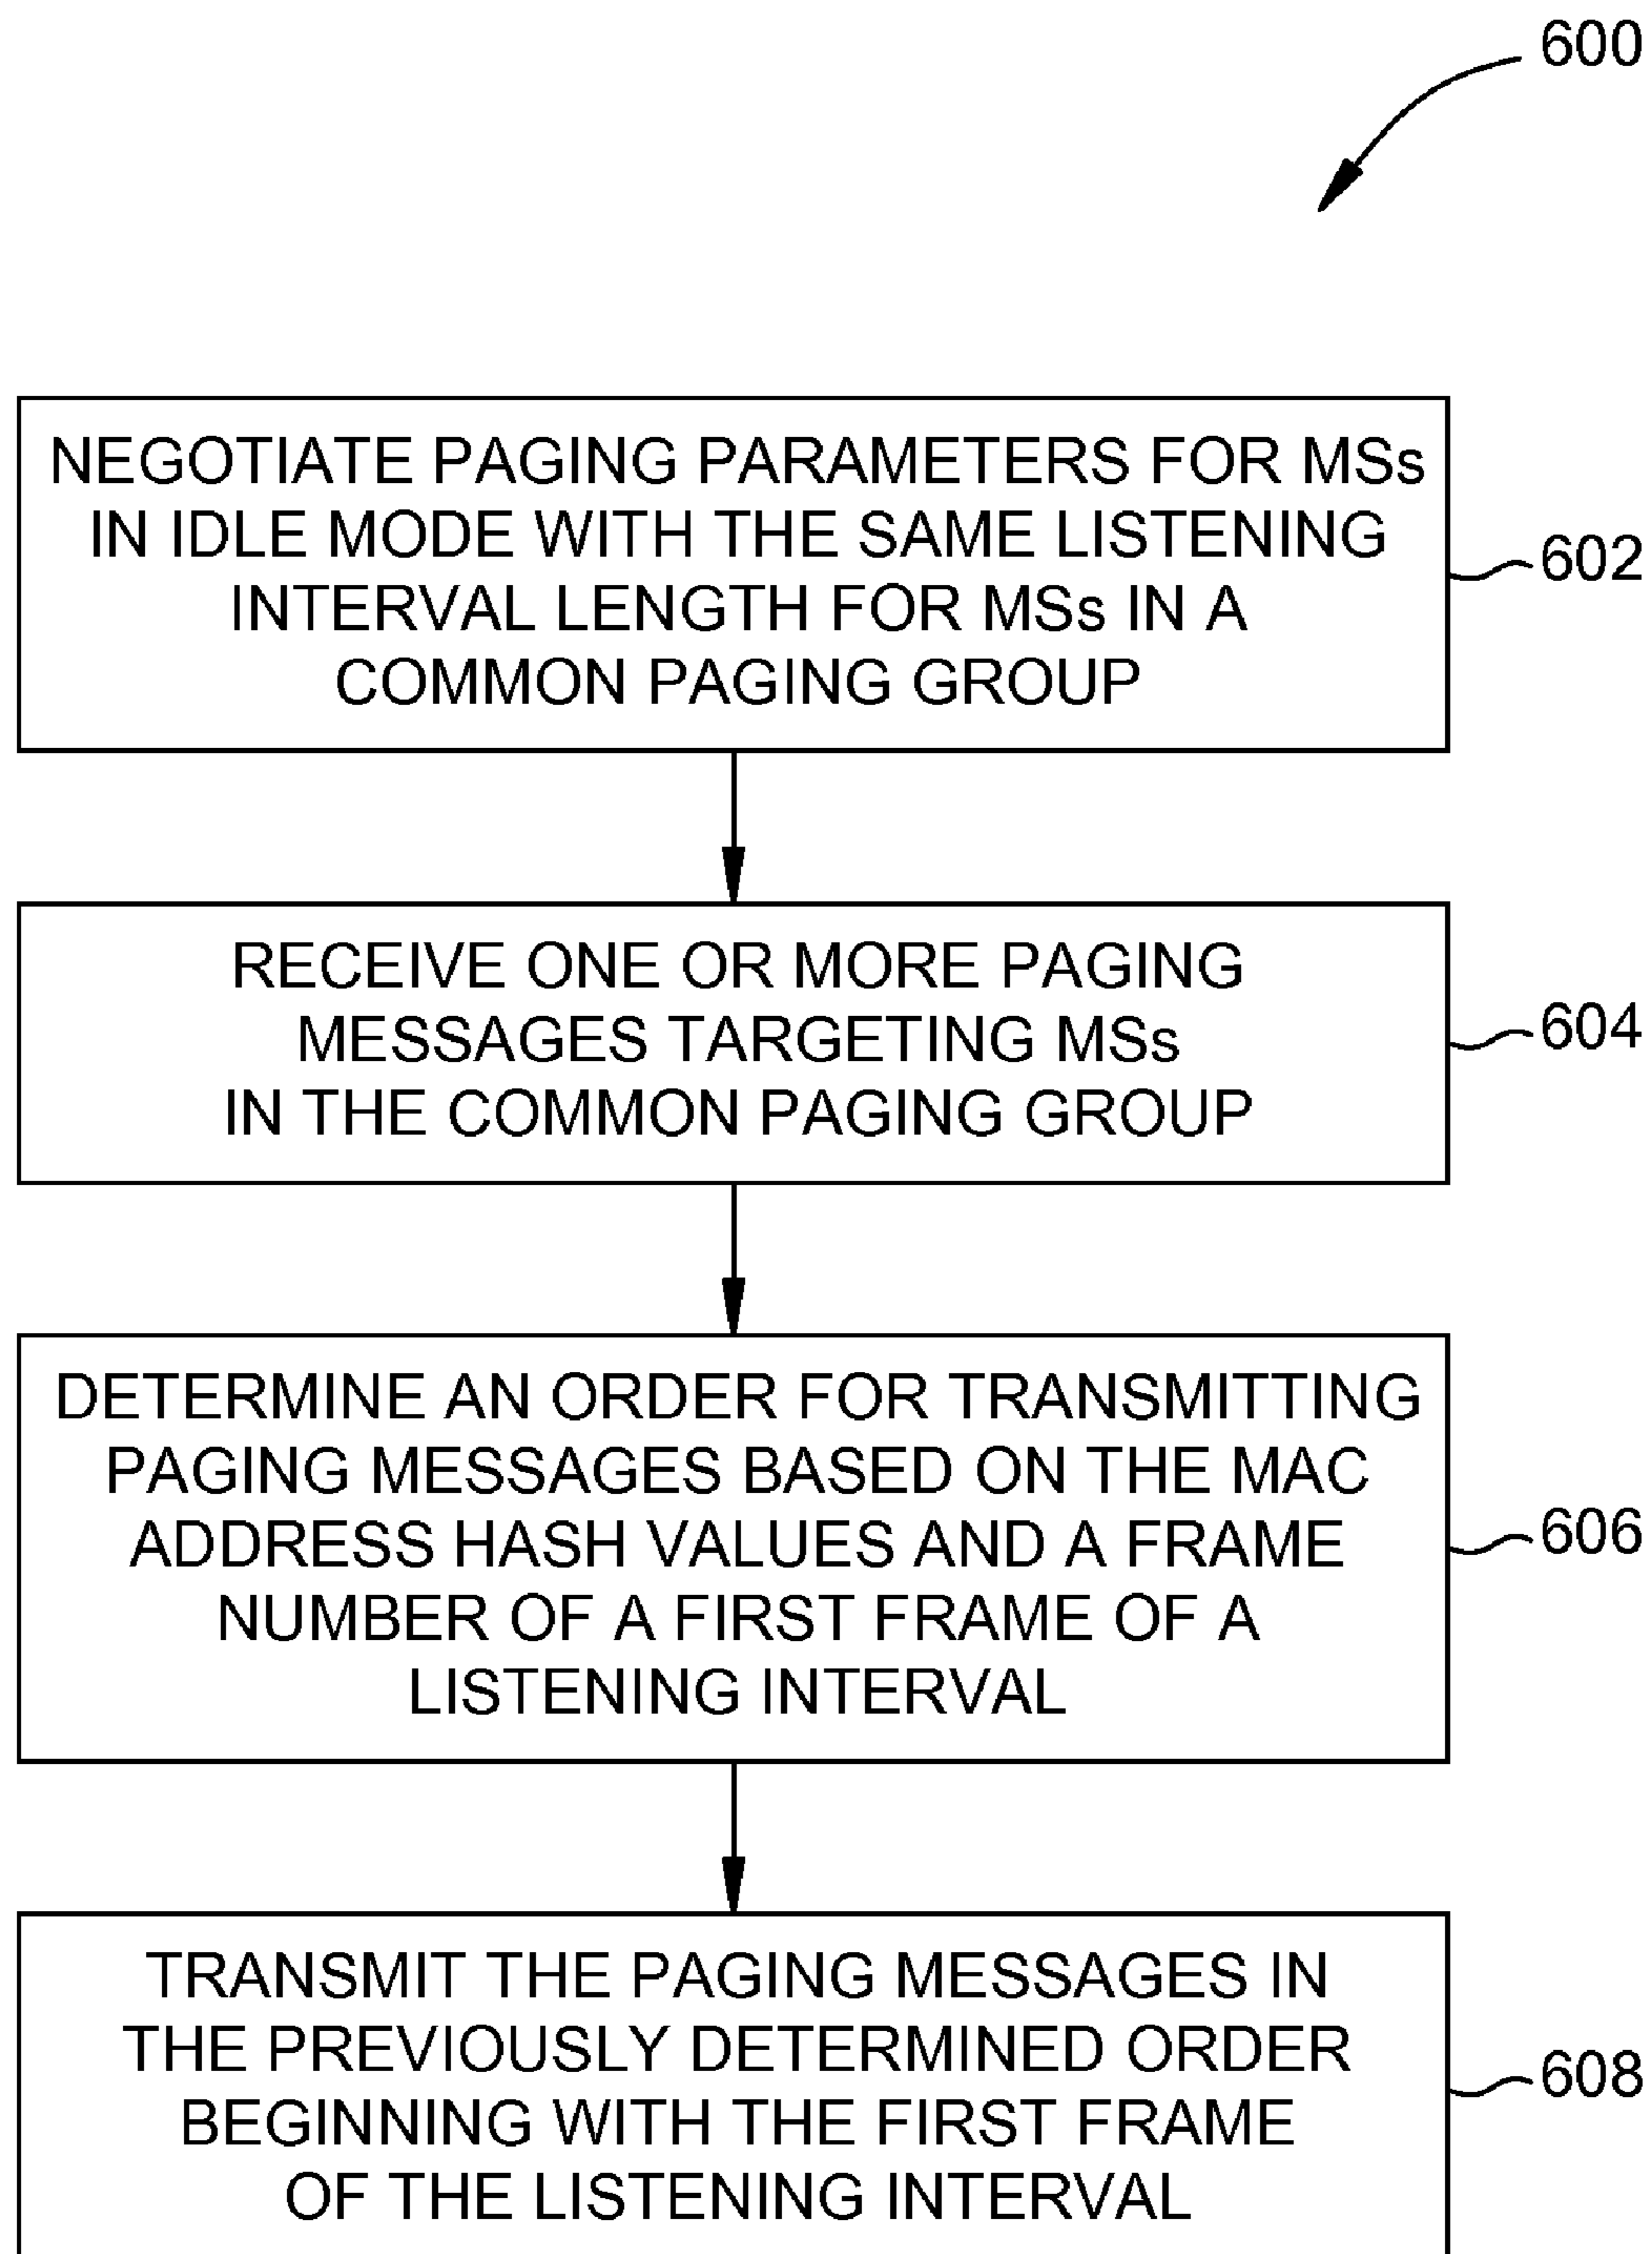 600
NEGOTIATE PAGING PARAMETERS FOR MSs
IN IDLE MODE WITH THE SAME LISTENING
INTERVAL LENGTH FOR MSs IN A
COMMON PAGING GROUP
602
RECEIVE ONE OR MORE PAGING
MESSAGES TARGETING MSs
IN THE COMMON PAGING GROUP
604
DETERMINE AN ORDER FOR TRANSMITTING
PAGING MESSAGES BASED ON THE MAC
ADDRESS HASH VALUES AND A FRAME
NUMBER OF A FIRST FRAME OF A
LISTENING INTERVAL
606
TRANSMIT THE PAGING MESSAGES IN
THE PREVIOUSLY DETERMINED ORDER
BEGINNING WITH THE FIRST FRAME
OF THE LISTENING INTERVAL
608